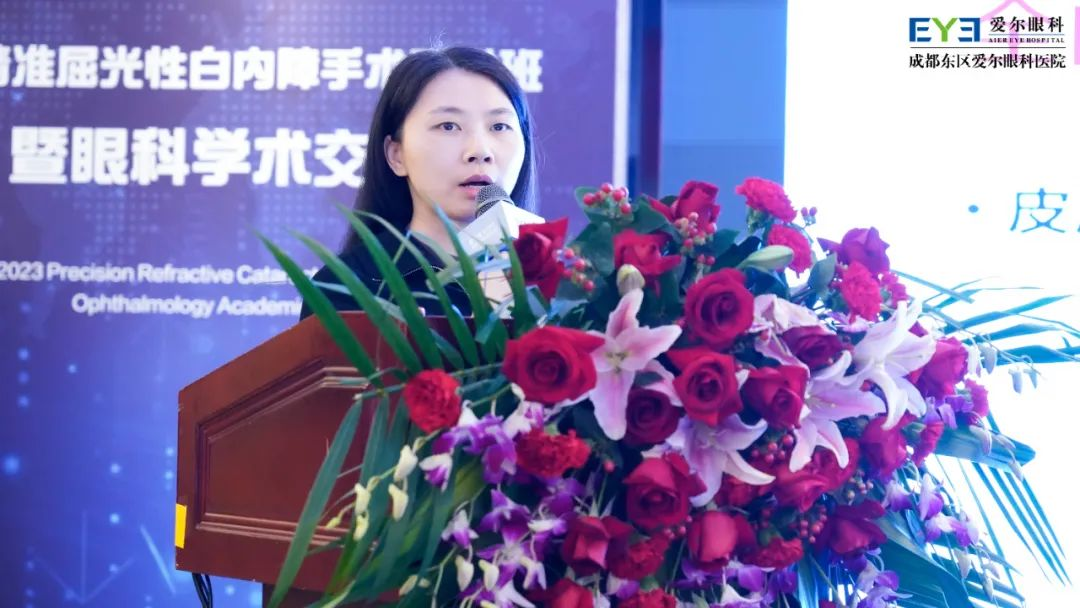 精准屈光性白内障手术
班
暨眼科学术交
2023 Precision Refractive Catara
Ophthalmology Academi
EYE 爱尔眼科
AIER EYE HOSPITAL
成都东区爱尔眼科医院
· 皮